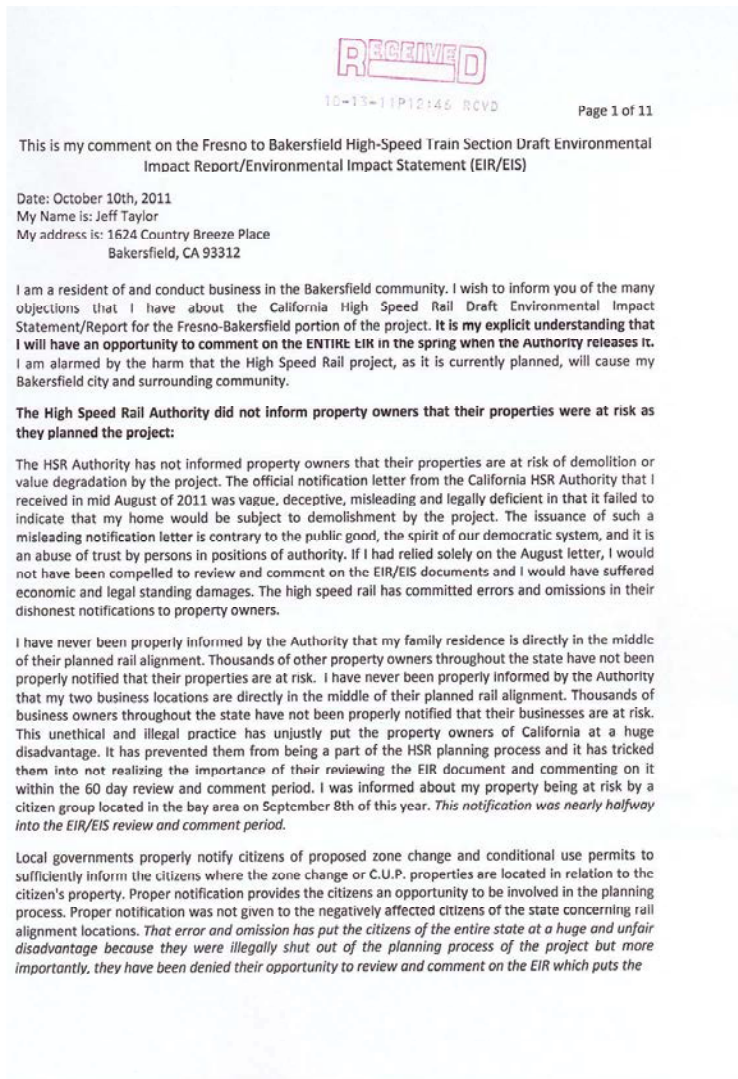 RECEIVED
10-13-11P12:46 RCVD
Page 1 of 11
This is my comment on the Fresno to Bakersfield High-Speed Train Section Draft Environmental
Impact Report/Environmental Impact Statement (EIR/EIS)
Date: October 10th, 2011
My Name is: Jeff Taylor
My address is: 1624 Country Breeze Place
Bakersfield, CA 93312
I am a resident of and conduct business in the Bakersfield community. I wish to inform you of the many
objections that I have about the California High Speed Rail Draft Environmental Impact
Statement/Report for the Fresno-Bakersfield portion of the project. It is my explicit understanding that
I will have an opportunity to comment on the ENTIRE EIR in the spring when the Authority releases it.
I am alarmed by the harm that the High Speed Rail project, as it is currently planned, will cause my
Bakersfield city and surrounding community.
The High Speed Rail Authority did not inform property owners that their properties were at risk as
they planned the project:
The HSR Authority has not informed property owners that their properties are at risk of demolition or
value degradation by the project. The official notification letter from the California HSR Authority that I
received in mid August of 2011 was vague, deceptive, misleading and legally deficient in that it failed to
indicate that my home would be subject to demolishment by the project. The issuance of such a
misleading notification letter is contrary to the public good, the spirit of our democratic system, and it is
an abuse of trust by persons in positions of authority. If I had relied solely on the August letter, I would
not have been compelled to review and comment on the EIR/EIS documents and I would have suffered
economic and legal standing damages. The high speed rail has committed errors and omissions in their
dishonest notifications to property owners.
I have never been properly informed by the Authority that my family residence is directly in the middle
of their planned rail alignment. Thousands of other property owners throughout the state have not been
properly notified that their properties are at risk. I have never been properly informed by the Authority
that my two business locations are directly in the middle of their planned rail alignment. Thousands of
business owners throughout the state have not been properly notified that their businesses are at risk.
This unethical and illegal practice has unjustly put the property owners of California at a huge
disadvantage. It has prevented them from being a part of the HSR planning process and it has tricked
them into not realizing the importance of their reviewing the EIR document and commenting on it
within the 60 day review and comment period. I was informed about my property being at risk by a
citizen group located in the bay area on September 8th of this year. This notification was nearly halfway
into the EIR/EIS review and comment period.
Local governments properly notify citizens of proposed zone change and conditional use permits to
sufficiently inform the citizens where the zone change or C.U.P. properties are located in relation to the
citizen's property. Proper notification provides the citizens an opportunity to be involved in the planning
process. Proper notification was not given to the negatively affected citizens of the state concerning rail
alignment locations. That error and omission has put the citizens of the entire state at a huge and unfair
disadvantage because they were illegally shut out of the planning process of the project but more
importantly, they have been denied their opportunity to review and comment on the EIR which puts the